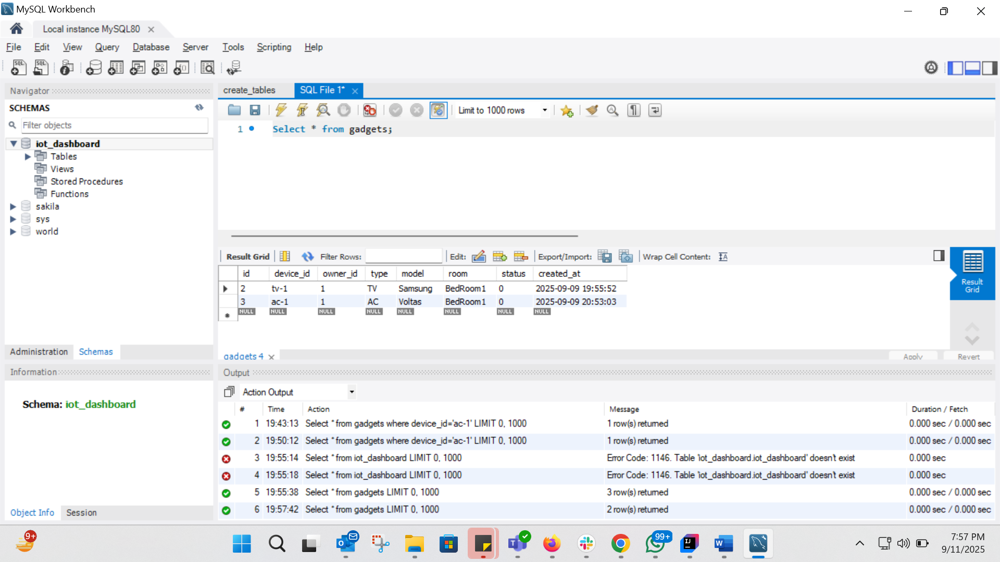 MySQL Workbench
Local instance MySQL80
File Edit View Query Database Server Tools Scripting Help
Navigator
SCHEMAS
Filter objects
iot_dashboard
Tables
Views
Stored Procedures
Functions
sakila
sys
world
Administration Schemas
Information
Schema: iot_dashboard
Object Info Session
create_tables SQL File 1*
Limit to 1000 rows
1 Select * from gadgets;
Result Grid Filter Rows: Edit: Export/Import: Wrap Cell Content:
id device_id owner_id type model room status created_at
2 tv-1 1 TV Samsung BedRoom1 0 2025-09-09 19:55:52
3 ac-1 1 AC Voltas BedRoom1 0 2025-09-09 20:53:03
NULL NULL NULL NULL NULL NULL NULL NULL
Result
Grid
gadgets 4 Apply Revert
Output
Action Output
# Time Action Message Duration / Fetch
1 19:43:13 Select * from gadgets where device_id='ac-1' LIMIT 0, 1000 1 row(s) returned 0.000 sec / 0.000 sec
2 19:50:12 Select * from gadgets where device_id='ac-1' LIMIT 0, 1000 1 row(s) returned 0.000 sec / 0.000 sec
3 19:55:14 Select * from iot_dashboard LIMIT 0, 1000 Error Code: 1146. Table 'iot_dashboard.iot_dashboard' doesn't exist 0.000 sec
4 19:55:18 Select * from iot_dashboard LIMIT 0, 1000 Error Code: 1146. Table 'iot_dashboard.iot_dashboard' doesn't exist 0.000 sec
5 19:55:38 Select * from gadgets LIMIT 0, 1000 3 row(s) returned 0.000 sec / 0.000 sec
6 19:57:42 Select * from gadgets LIMIT 0, 1000 2 row(s) returned 0.000 sec / 0.000 sec
9+
99+
7:57 PM
9/11/2025